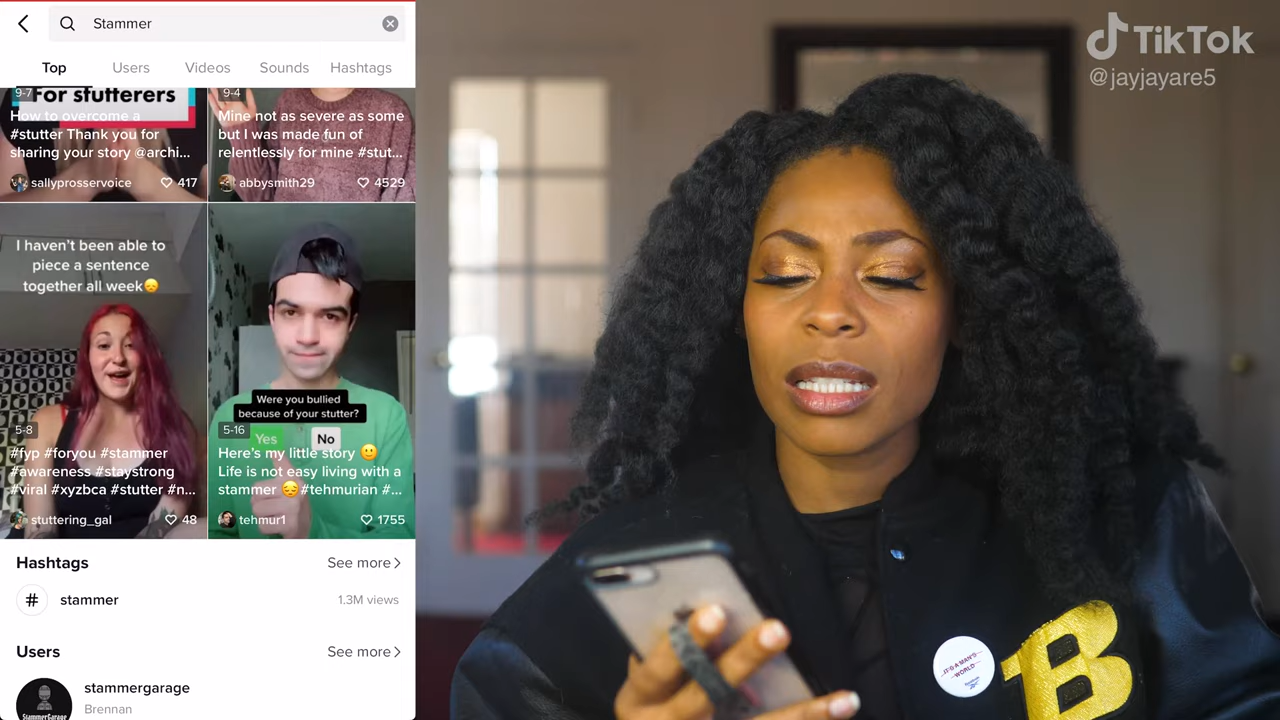 Stammer
Top Users Videos Sounds Hashtags
For stutterers
9-7
How to overcome a
#stutter Thank you for
sharing your story @archi...
sallyprosservoice 417
9-4
Mine not as severe as some
but I was made fun of
relentlessly for mine #stut...
abbysmith29 4529
I haven't been able to
piece a sentence
together all week😞
5-8
#fyp #foryou #stammer
#awareness #staystrong
#viral #xyzbca #stutter #n...
stuttering_gal 48
Were you bullied
because of your stutter?
Yes No
5-16
Here's my little story 🙂
Life is not easy living with a
stammer 😔#tehmurian #...
tehmur1 1755
Hashtags See more >
# stammer 1.3M views
Users See more >
stammergarage
Brennan
StammerGarage
TikTok
@jayjayare5
IT'S A MAN'S
WORLD
B